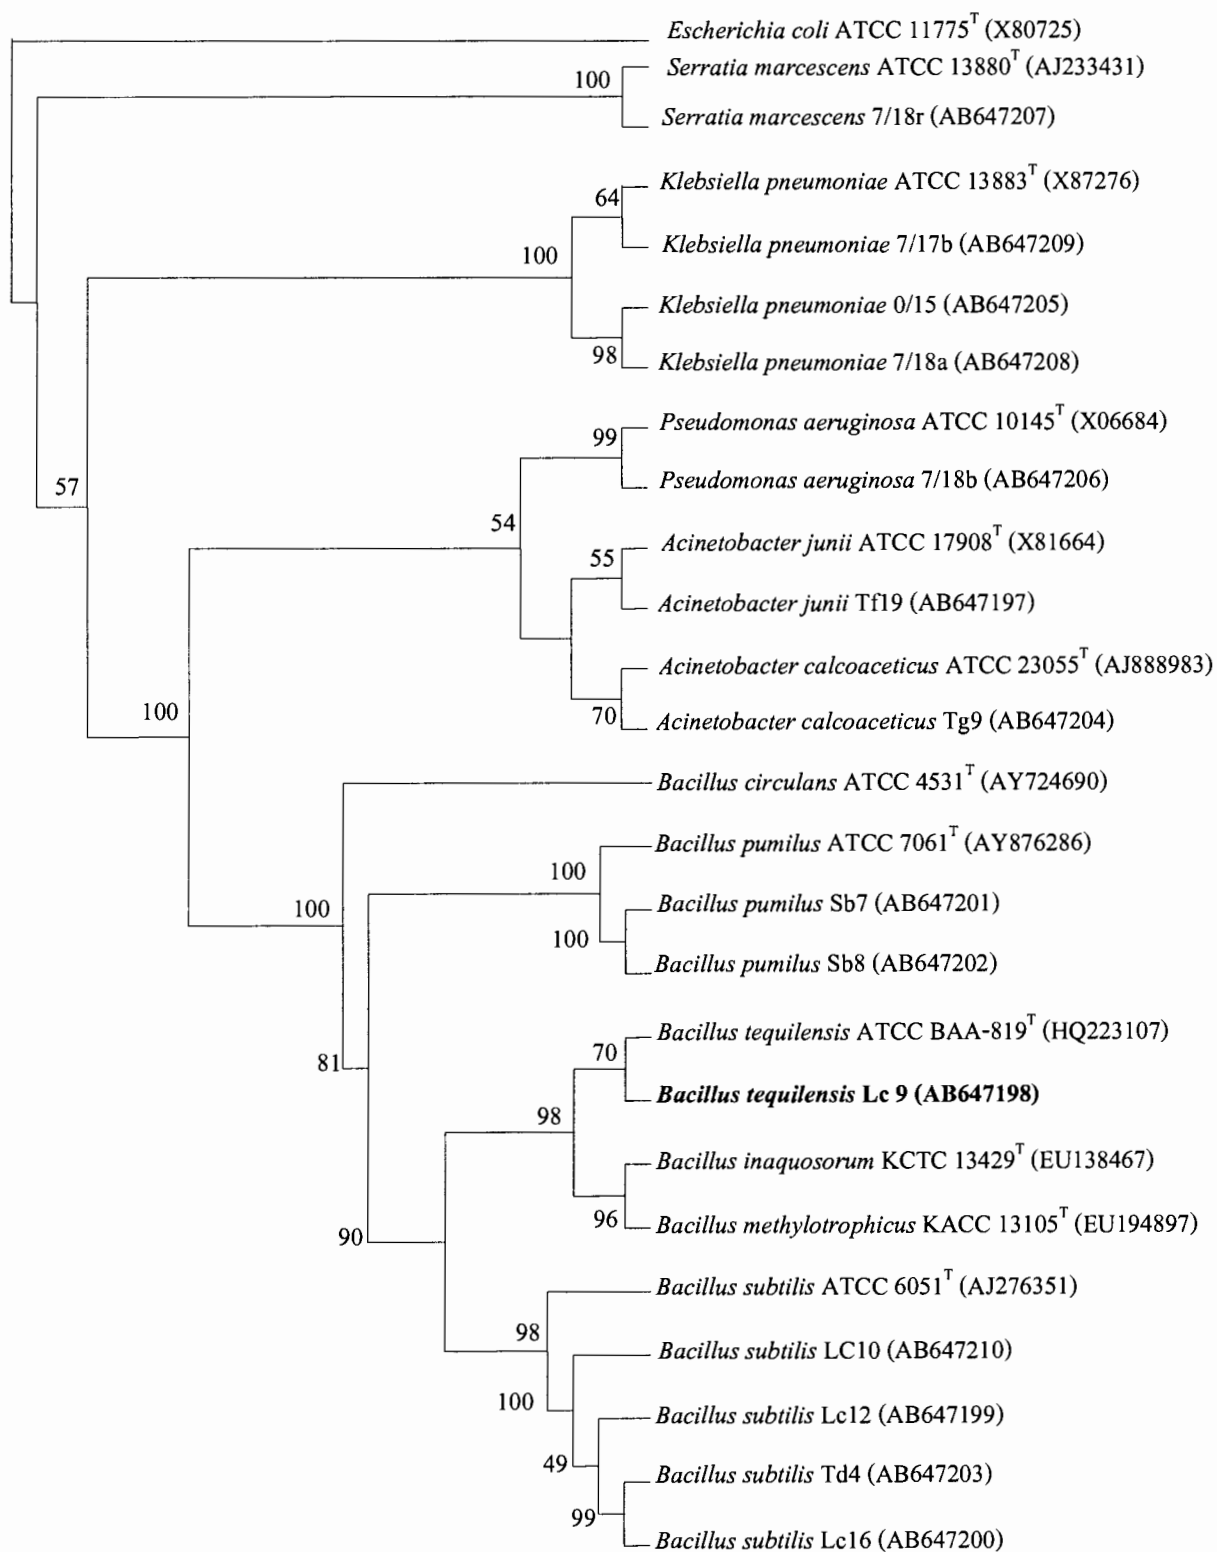 Escherichia coli ATCC 11775T (X80725)
Serratia marcescens ATCC 13880T (AJ233431)
100
Serratia marcescens 7/18r (AB647207)
Klebsiella pneumoniae ATCC 13883T (X87276)
64
Klebsiella pneumoniae 7/17b (AB647209)
100
Klebsiella pneumoniae 0/15 (AB647205)
98
Klebsiella pneumoniae 7/18a (AB647208)
Pseudomonas aeruginosa ATCC 10145T (X06684)
99
Pseudomonas aeruginosa 7/18b (AB647206)
57
54
Acinetobacter junii ATCC 17908T (X81664)
55
Acinetobacter junii Tf19 (AB647197)
Acinetobacter calcoaceticus ATCC 23055T (AJ888983)
100
70
Acinetobacter calcoaceticus Tg9 (AB647204)
Bacillus circulans ATCC 4531T (AY724690)
Bacillus pumilus ATCC 7061T (AY876286)
100
Bacillus pumilus Sb7 (AB647201)
100
100
Bacillus pumilus Sb8 (AB647202)
Bacillus tequilensis ATCC BAA-819T (HQ223107)
70
81
Bacillus tequilensis Lc 9 (AB647198)
98
Bacillus inaquosorum KCTC 13429T (EU138467)
96
Bacillus methylotrophicus KACC 13105T (EU194897)
90
Bacillus subtilis ATCC 6051T (AJ276351)
98
Bacillus subtilis LC10 (AB647210)
100
Bacillus subtilis Lc12 (AB647199)
49
Bacillus subtilis Td4 (AB647203)
99
Bacillus subtilis Lc16 (AB647200)